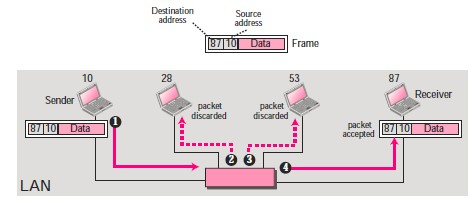 Destination address
Source address
87 10 Data Frame
10 28 53 87
Sender
Receiver
packet discarded
packet discarded
packet accepted
87 10 Data
87 10 Data
1
2 3 4
LAN